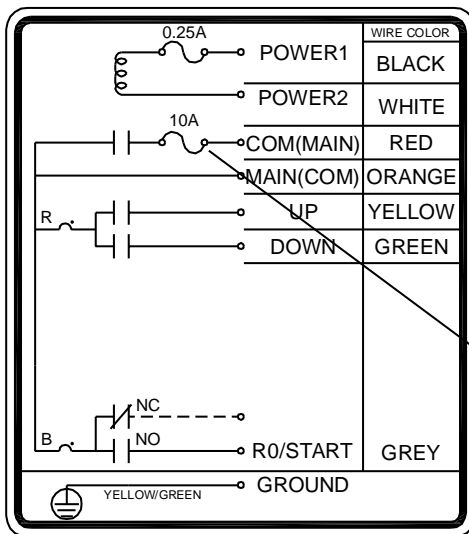 WIRE COLOR
0.25A
POWER1 BLACK
POWER2 WHITE
10A
COM(MAIN) RED
MAIN(COM) ORANGE
R UP YELLOW
DOWN GREEN
NC
B NO R0/START GREY
YELLOW/GREEN GROUND